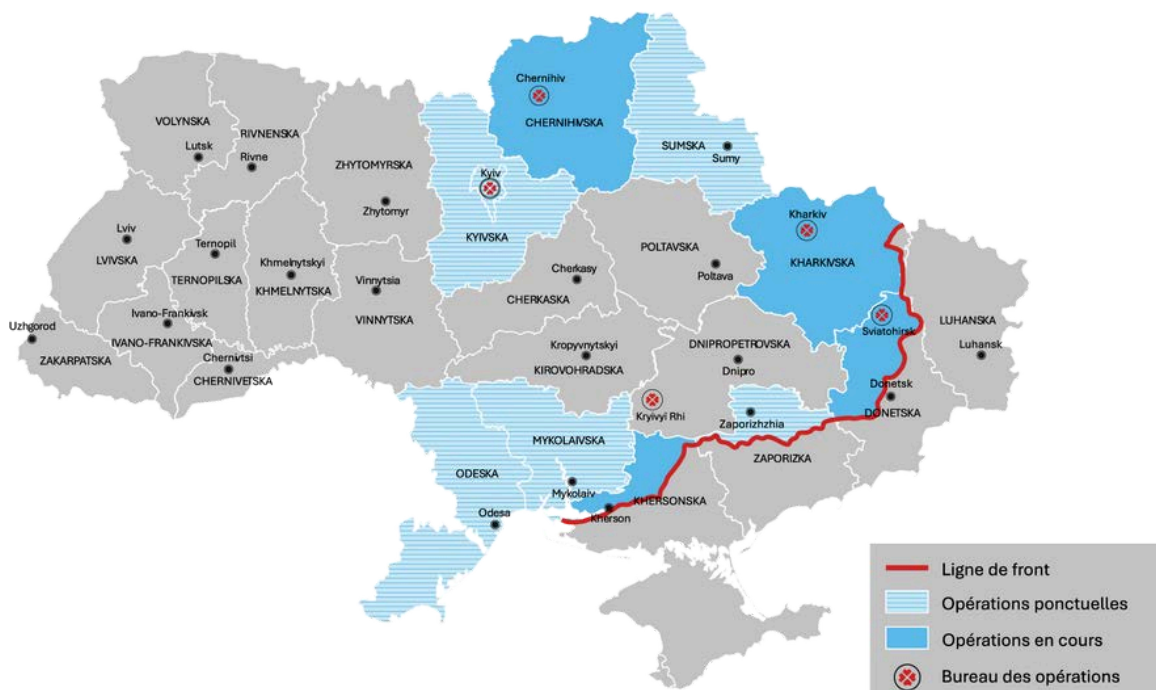 Chernihiv
CHERNIHIVSKA
VOLYNSKA
RIVNENSKA
Lutsk
Rivne
ZHYTOMYRSKA
Zhytomyr
Kyiv
KYIVSKA
SUMSKA
Sumy
Lviv
LVIVSKA
Ternopil
TERNOPILSKA
Khmelnytskyi
KHMELNYTSKA
Vinnytsia
VINNYTSKA
Cherkasy
CHERKASKA
POLTAVSKA
Poltava
Kharkiv
KHARKIVSKA
Uzhgorod
ZAKARPATSKA
Ivano-Frankivsk
IVANO-FRANKIVSKA
Chernivtsi
CHERNIVETSKA
Kropyvnytskyi
KIROVOHRADSKA
DNIPROPETROVSKA
Dnipro
Sviatohirsk
LUHANSKA
Luhansk
Kryivyi Rhi
Zaporizhzhia
Donetsk
DONETSKA
MYKOLAIVSKA
Mykolaiv
ODESKA
Odesa
KHERSONSKA
Kherson
ZAPORIZKA
Ligne de front
Opérations ponctuelles
Opérations en cours
Bureau des opérations